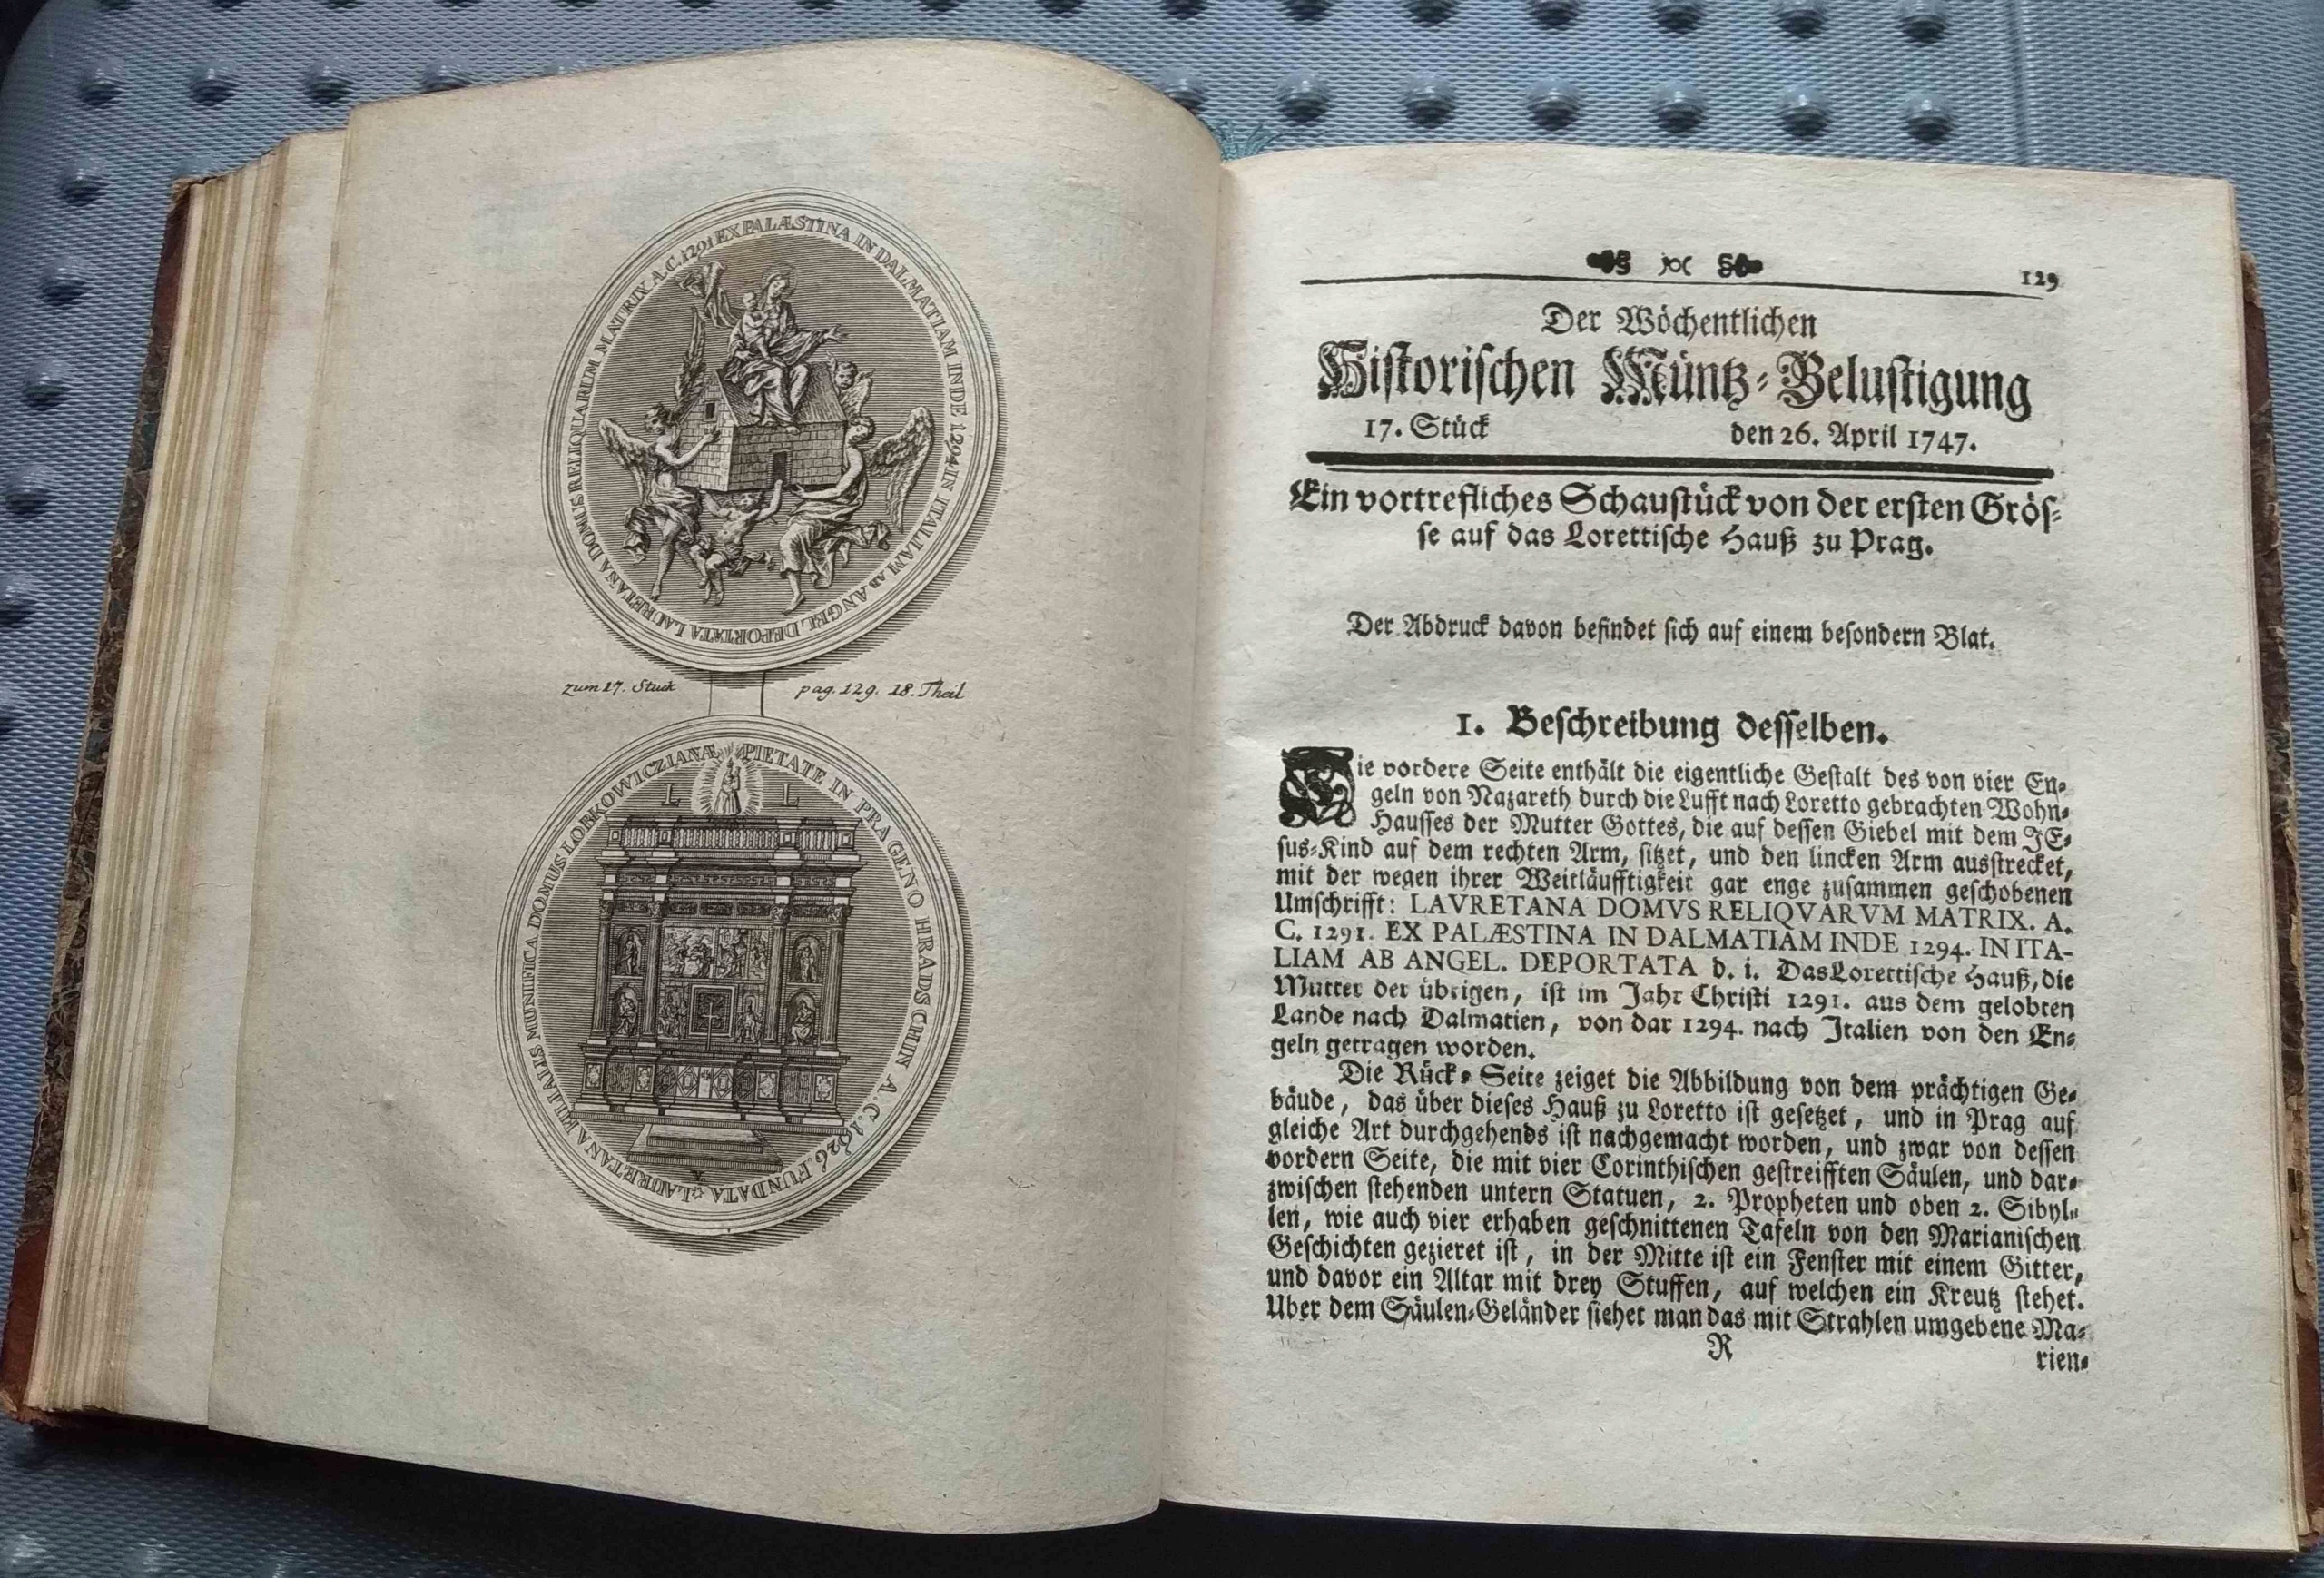 LAURETANA DOMUS RELIQUARUM MATRIX A.C. 1291 EX PALÆSTINA IN DALMATIAM INDE 1294 IN ITALIAM AB ANGEL. DEPORTATA
zum 17. Stuck pag. 129. 18. Theil
L L
LAURETANA FILIALIS MUNIFICA DOMUS LOBKOWICZIANÆ PIETATE IN PRAGENO HRADSCHIN A.C. 1626. FUNDATA
129
Der Wöchentlichen
Hiſtoriſchen Müntz-Beluſtigung
17. Stück den 26. April 1747.
Ein vortrefliches Schauſtück von der erſten Gröſ-
ſe auf das Lorettiſche Hauß zu Prag.
Der Abdruck davon befindet ſich auf einem beſondern Blat.
1. Beſchreibung deſſelben.
Die vordere Seite enthält die eigentliche Geſtalt des von vier En-
geln von Nazareth durch die Lufft nach Loretto gebrachten Wohn-
Hauſſes der Mutter Gottes, die auf deſſen Giebel mit dem JE-
ſus-Kind auf dem rechten Arm, ſitzet, und den lincken Arm ausſtrecket,
mit der wegen ihrer Weitläufftigkeit gar enge zuſammen geſchobenen
Umſchrifft: LAVRETANA DOMVS RELIQVARVM MATRIX. A.
C. 1291. EX PALÆSTINA IN DALMATIAM INDE 1294. IN ITA-
LIAM AB ANGEL. DEPORTATA d. i. Das Lorettiſche Hauß, die
Mutter der übrigen, iſt im Jahr Chriſti 1291. aus dem gelobten
Lande nach Dalmatien, von dar 1294. nach Italien von den En-
geln getragen worden.
Die Rück-Seite zeiget die Abbildung von dem prächtigen Ge-
bäude, das über dieſes Hauß zu Loretto iſt geſetzet, und in Prag auf
gleiche Art durchgehends iſt nachgemacht worden, und zwar von deſſen
vordern Seite, die mit vier Corinthiſchen geſtreifften Säulen, und dar-
zwiſchen ſtehenden untern Statuen, 2. Propheten und oben 2. Sibyl-
len, wie auch vier erhaben geſchnittenen Tafeln von den Marianiſchen
Geſchichten gezieret iſt, in der Mitte iſt ein Fenſter mit einem Gitter,
und davor ein Altar mit drey Stuffen, auf welchen ein Kreutz ſtehet.
Uber dem Säulen-Geländer ſiehet man das mit Strahlen umgebene Ma-
R rien-